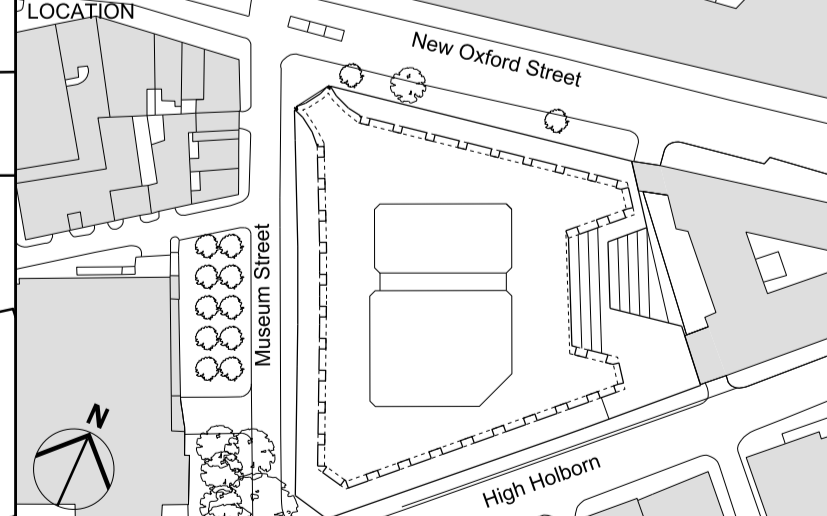 LOCATION
New Oxford Street
Museum Street
N
High Holborn